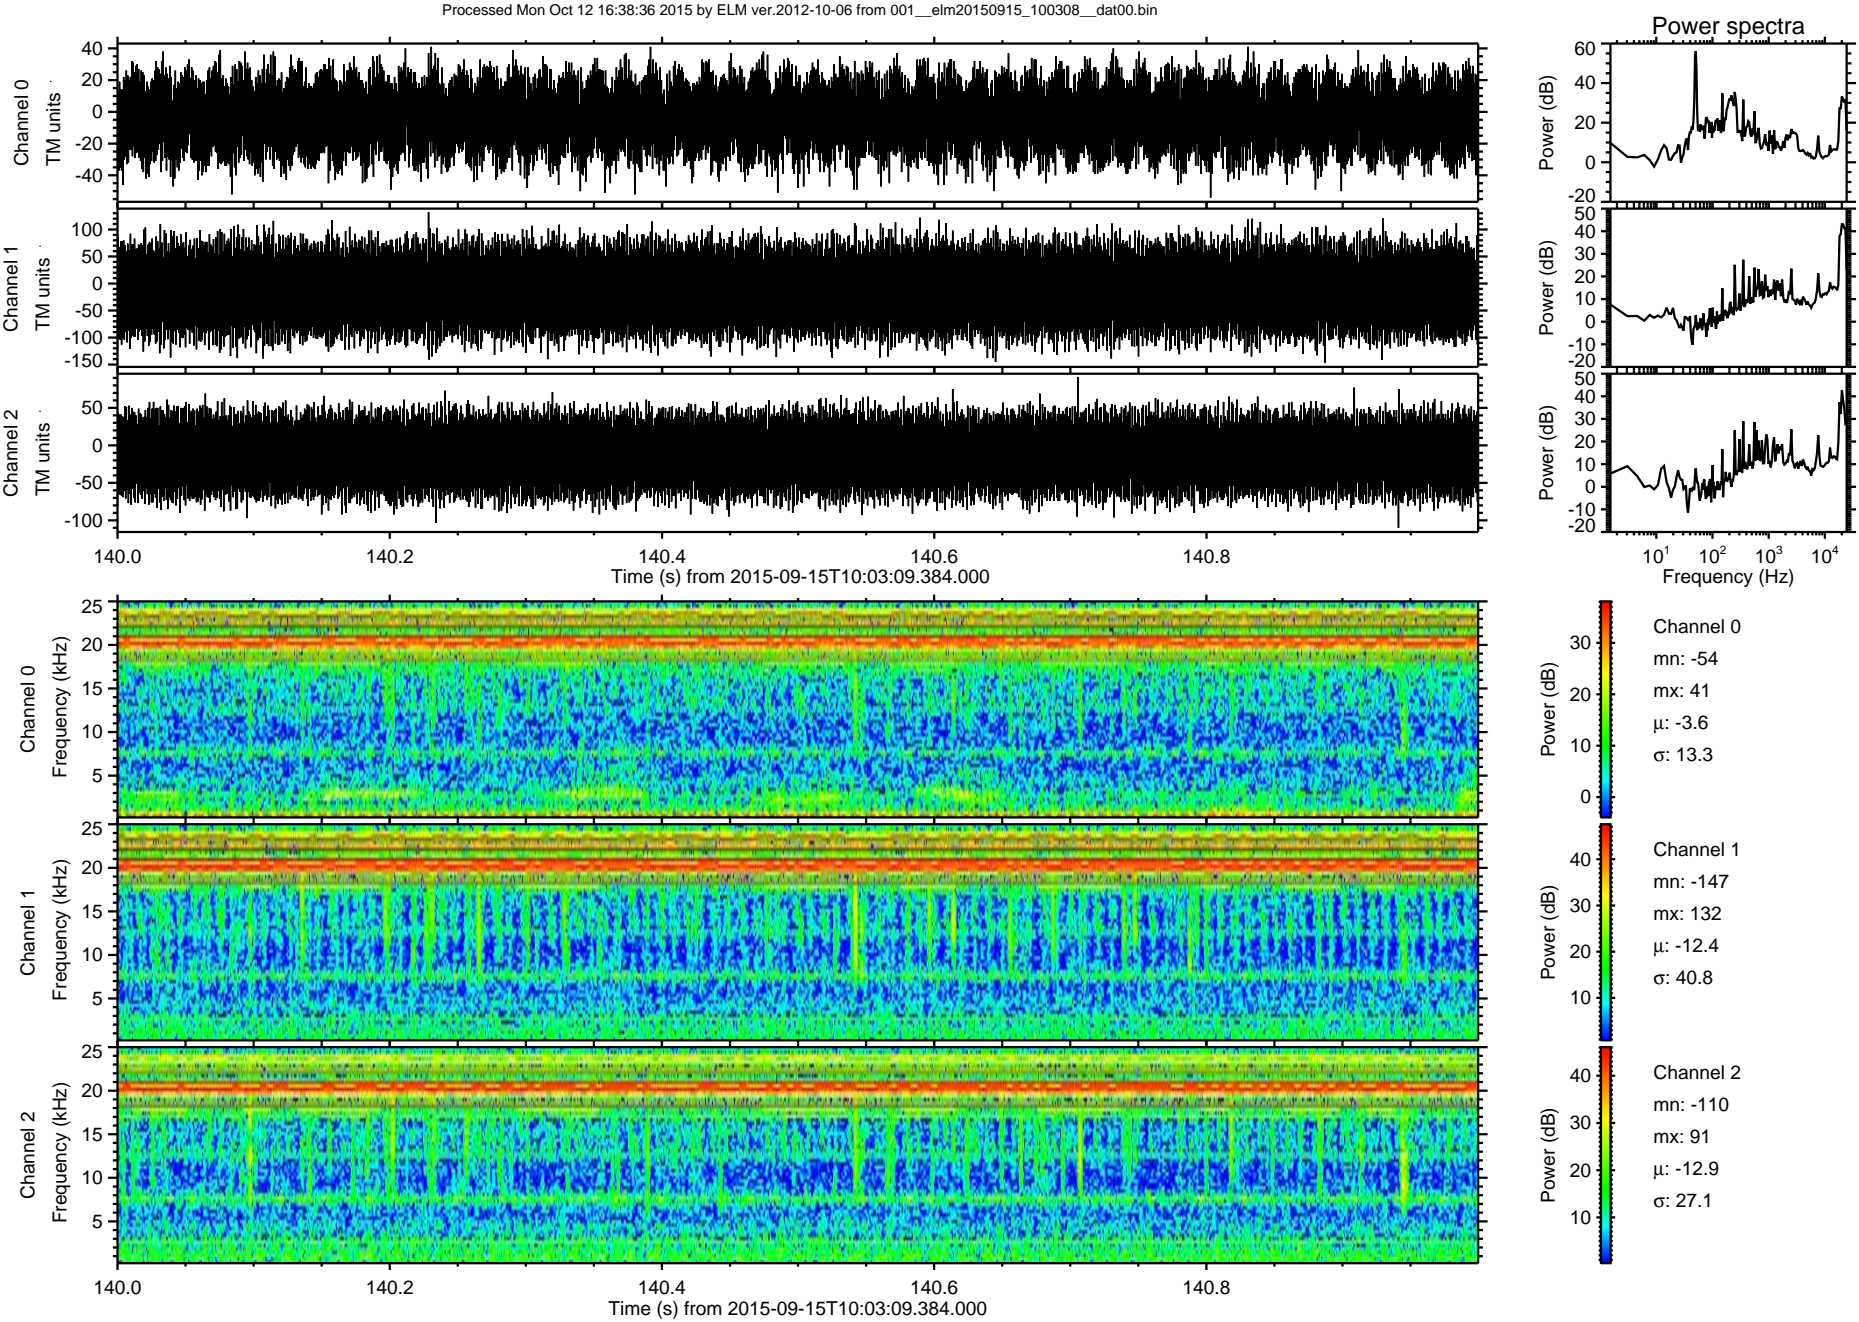 Processed Mon Oct 12 16:38:36 2015 by ELM ver.2012-10-06 from 001__elm20150915_100308__dat00.bin
Power spectra
Channel 0
TM units
40
20
0
-20
-40
Power (dB)
60
40
20
0
-20
Channel 1
TM units
100
50
0
-50
-100
-150
Power (dB)
50
40
30
20
10
0
-10
-20
Channel 2
TM units
50
0
-50
-100
Power (dB)
50
40
30
20
10
0
-10
-20
140.0 140.2 140.4 140.6 140.8
Time (s) from 2015-09-15T10:03:09.384.000
10¹ 10² 10³ 10⁴
Frequency (Hz)
Channel 0
Frequency (kHz)
25
20
15
10
5
Power (dB)
30
20
10
0
Channel 0
mn: -54
mx: 41
μ: -3.6
σ: 13.3
Channel 1
Frequency (kHz)
25
20
15
10
5
Power (dB)
40
30
20
10
Channel 1
mn: -147
mx: 132
μ: -12.4
σ: 40.8
Channel 2
Frequency (kHz)
25
20
15
10
5
Power (dB)
40
30
20
10
Channel 2
mn: -110
mx: 91
μ: -12.9
σ: 27.1
140.0 140.2 140.4 140.6 140.8
Time (s) from 2015-09-15T10:03:09.384.000